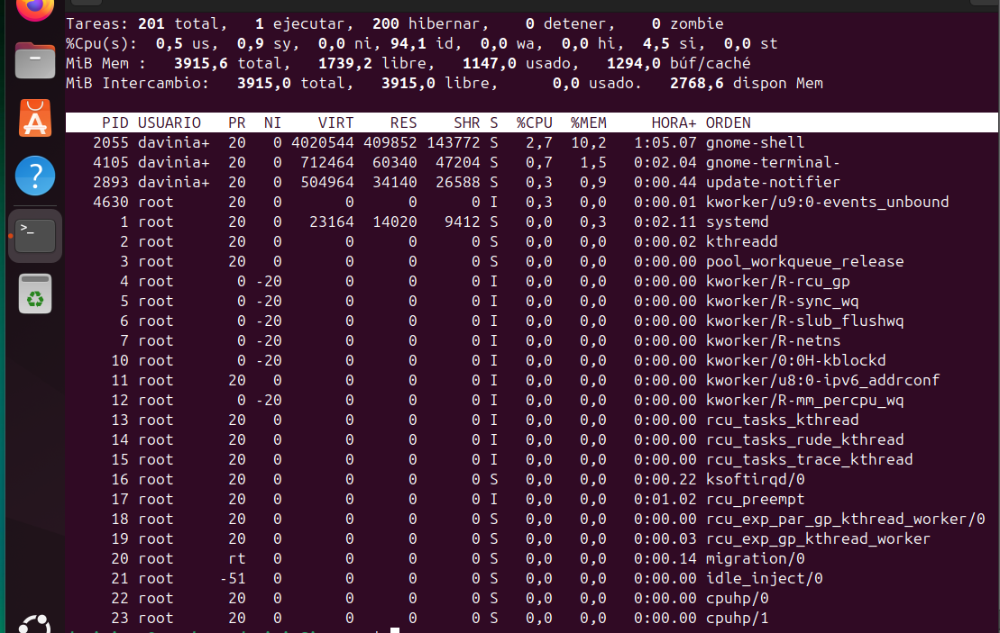 Tareas: 201 total,   1 ejecutar,  200 hibernar,    0 detener,    0 zombie
%Cpu(s):  0,5 us,  0,9 sy,  0,0 ni, 94,1 id,  0,0 wa,  0,0 hi,  4,5 si,  0,0 st
MiB Mem :   3915,6 total,   1739,2 libre,   1147,0 usado,   1294,0 búf/caché
MiB Intercambio:   3915,0 total,   3915,0 libre,      0,0 usado.   2768,6 dispon Mem
PID USUARIO   PR  NI    VIRT    RES    SHR S  %CPU  %MEM     HORA+ ORDEN
2055 davinia+  20   0 4020544 409852 143772 S   2,7  10,2   1:05.07 gnome-shell
4105 davinia+  20   0  712464  60340  47204 S   0,7   1,5   0:02.04 gnome-terminal-
2893 davinia+  20   0  504964  34140  26588 S   0,3   0,9   0:00.44 update-notifier
4630 root      20   0       0      0      0 I   0,3   0,0   0:00.01 kworker/u9:0-events_unbound
1 root      20   0   23164  14020   9412 S   0,0   0,3   0:02.11 systemd
2 root      20   0       0      0      0 S   0,0   0,0   0:00.02 kthreadd
3 root      20   0       0      0      0 S   0,0   0,0   0:00.00 pool_workqueue_release
4 root       0 -20       0      0      0 I   0,0   0,0   0:00.00 kworker/R-rcu_gp
5 root       0 -20       0      0      0 I   0,0   0,0   0:00.00 kworker/R-sync_wq
6 root       0 -20       0      0      0 I   0,0   0,0   0:00.00 kworker/R-slub_flushwq
7 root       0 -20       0      0      0 I   0,0   0,0   0:00.00 kworker/R-netns
10 root       0 -20       0      0      0 I   0,0   0,0   0:00.00 kworker/0:0H-kblockd
11 root      20   0       0      0      0 I   0,0   0,0   0:00.00 kworker/u8:0-ipv6_addrconf
12 root       0 -20       0      0      0 I   0,0   0,0   0:00.00 kworker/R-mm_percpu_wq
13 root      20   0       0      0      0 I   0,0   0,0   0:00.00 rcu_tasks_kthread
14 root      20   0       0      0      0 I   0,0   0,0   0:00.00 rcu_tasks_rude_kthread
15 root      20   0       0      0      0 I   0,0   0,0   0:00.00 rcu_tasks_trace_kthread
16 root      20   0       0      0      0 S   0,0   0,0   0:00.22 ksoftirqd/0
17 root      20   0       0      0      0 I   0,0   0,0   0:01.02 rcu_preempt
18 root      20   0       0      0      0 S   0,0   0,0   0:00.00 rcu_exp_par_gp_kthread_worker/0
19 root      20   0       0      0      0 S   0,0   0,0   0:00.03 rcu_exp_gp_kthread_worker
20 root      rt   0       0      0      0 S   0,0   0,0   0:00.14 migration/0
21 root     -51   0       0      0      0 S   0,0   0,0   0:00.00 idle_inject/0
22 root      20   0       0      0      0 S   0,0   0,0   0:00.00 cpuhp/0
23 root      20   0       0      0      0 S   0,0   0,0   0:00.00 cpuhp/1